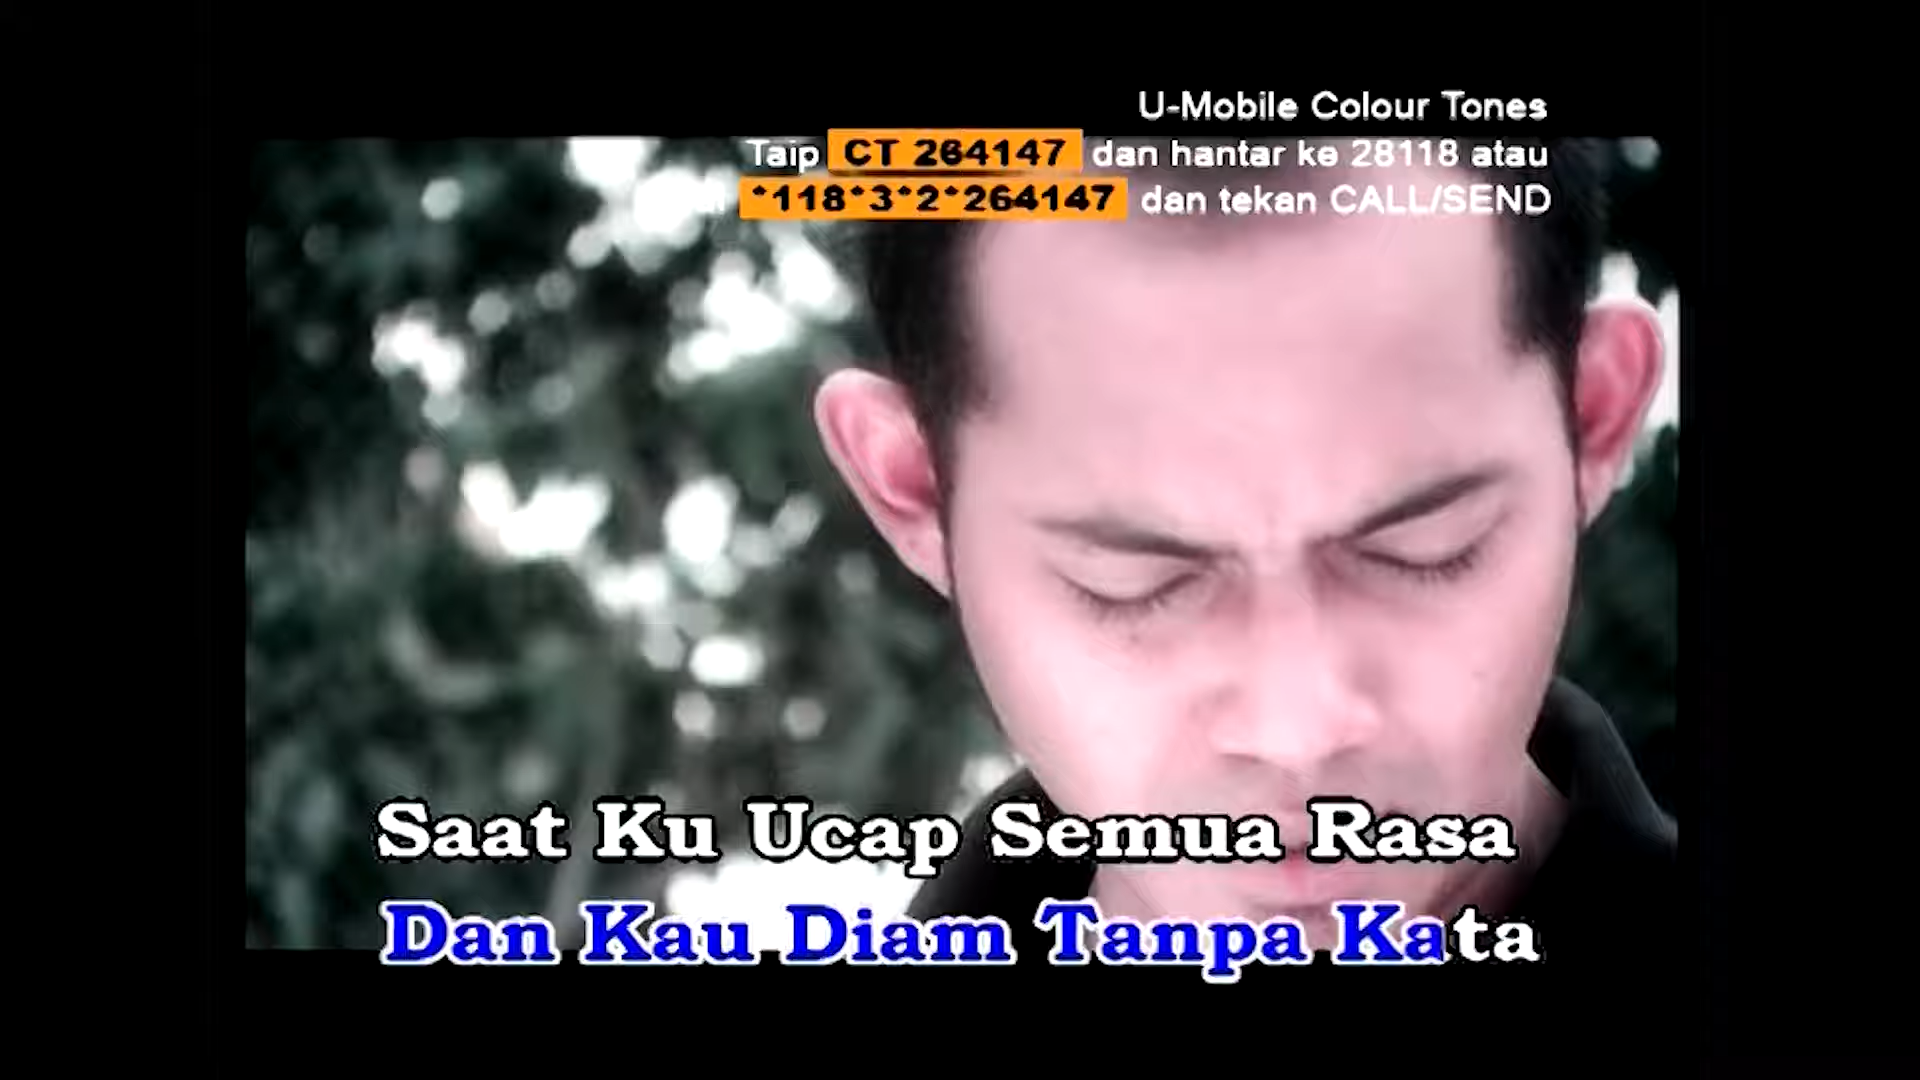 U-Mobile Colour Tones
Taip CT 264147 dan hantar ke 28118 atau
*118*3*2*264147 dan tekan CALL/SEND
Saat Ku Ucap Semua Rasa
Dan Kau Diam Tanpa Kata